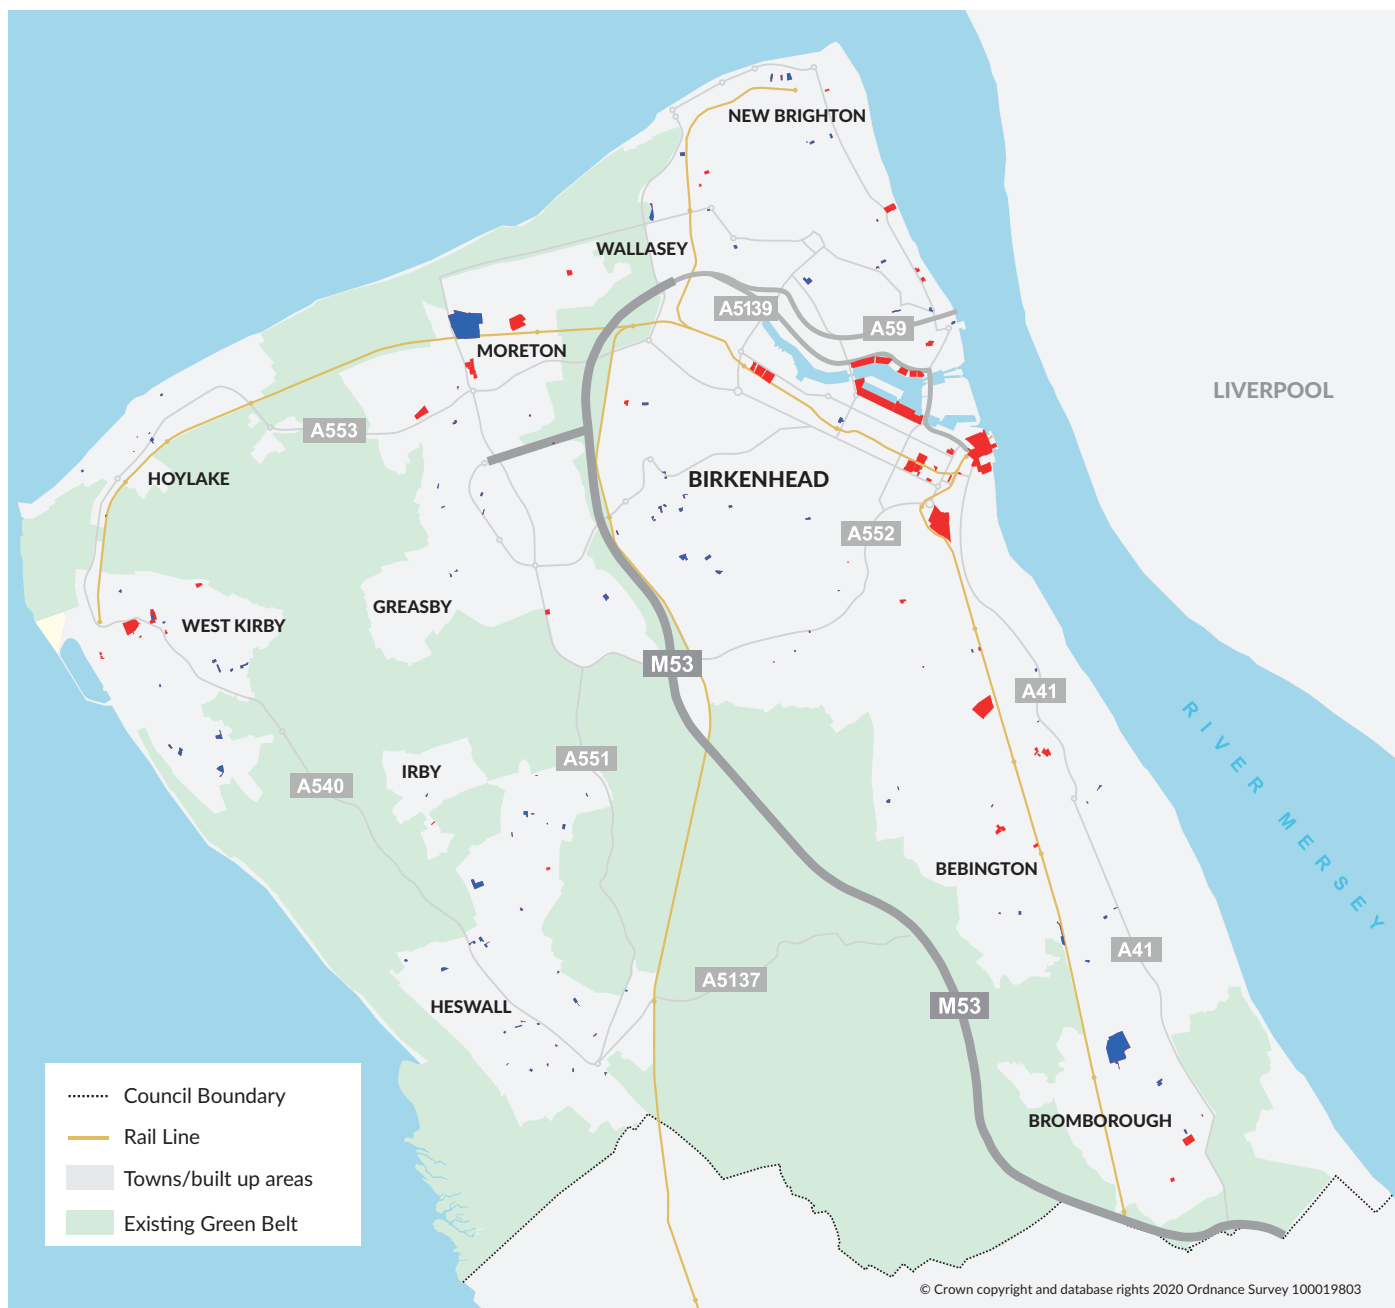 NEW BRIGHTON
WALLASEY
A5139
A59
MORETON
LIVERPOOL
A553
HOYLAKE
BIRKENHEAD
A552
GREASBY
WEST KIRBY
M53
A41
RIVER MERSEY
IRBY
A551
A540
BEBINGTON
A41
A5137
HESWALL
M53
BROMBOROUGH
Council Boundary
Rail Line
Towns/built up areas
Existing Green Belt
© Crown copyright and database rights 2020 Ordnance Survey 100019803